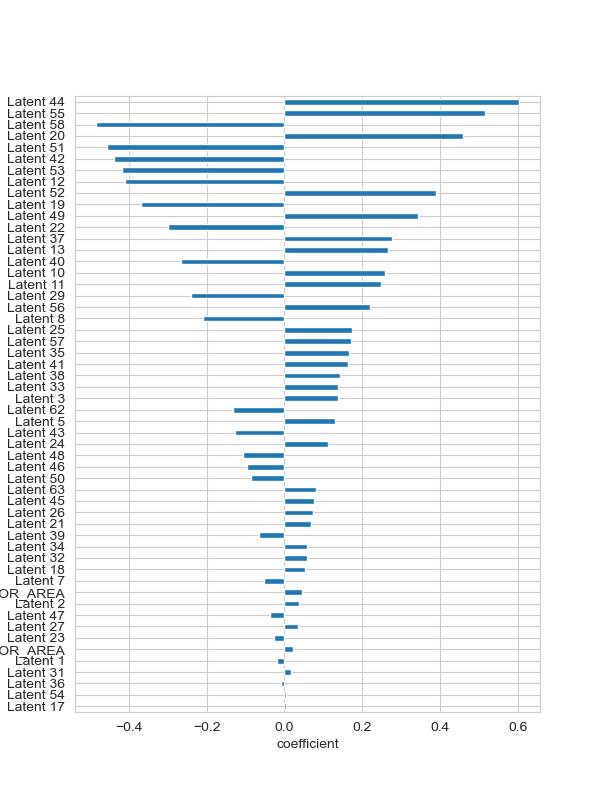 Latent 44
Latent 55
Latent 58
Latent 20
Latent 51
Latent 42
Latent 53
Latent 12
Latent 52
Latent 19
Latent 49
Latent 22
Latent 37
Latent 13
Latent 40
Latent 10
Latent 11
Latent 29
Latent 56
Latent 8
Latent 25
Latent 57
Latent 35
Latent 41
Latent 38
Latent 33
Latent 3
Latent 62
Latent 5
Latent 43
Latent 24
Latent 48
Latent 46
Latent 50
Latent 63
Latent 45
Latent 26
Latent 21
Latent 39
Latent 34
Latent 32
Latent 18
Latent 7
OR_AREA
Latent 2
Latent 47
Latent 27
Latent 23
OR_AREA
Latent 1
Latent 31
Latent 36
Latent 54
Latent 17
−0.4 −0.2 0.0 0.2 0.4 0.6
coefficient